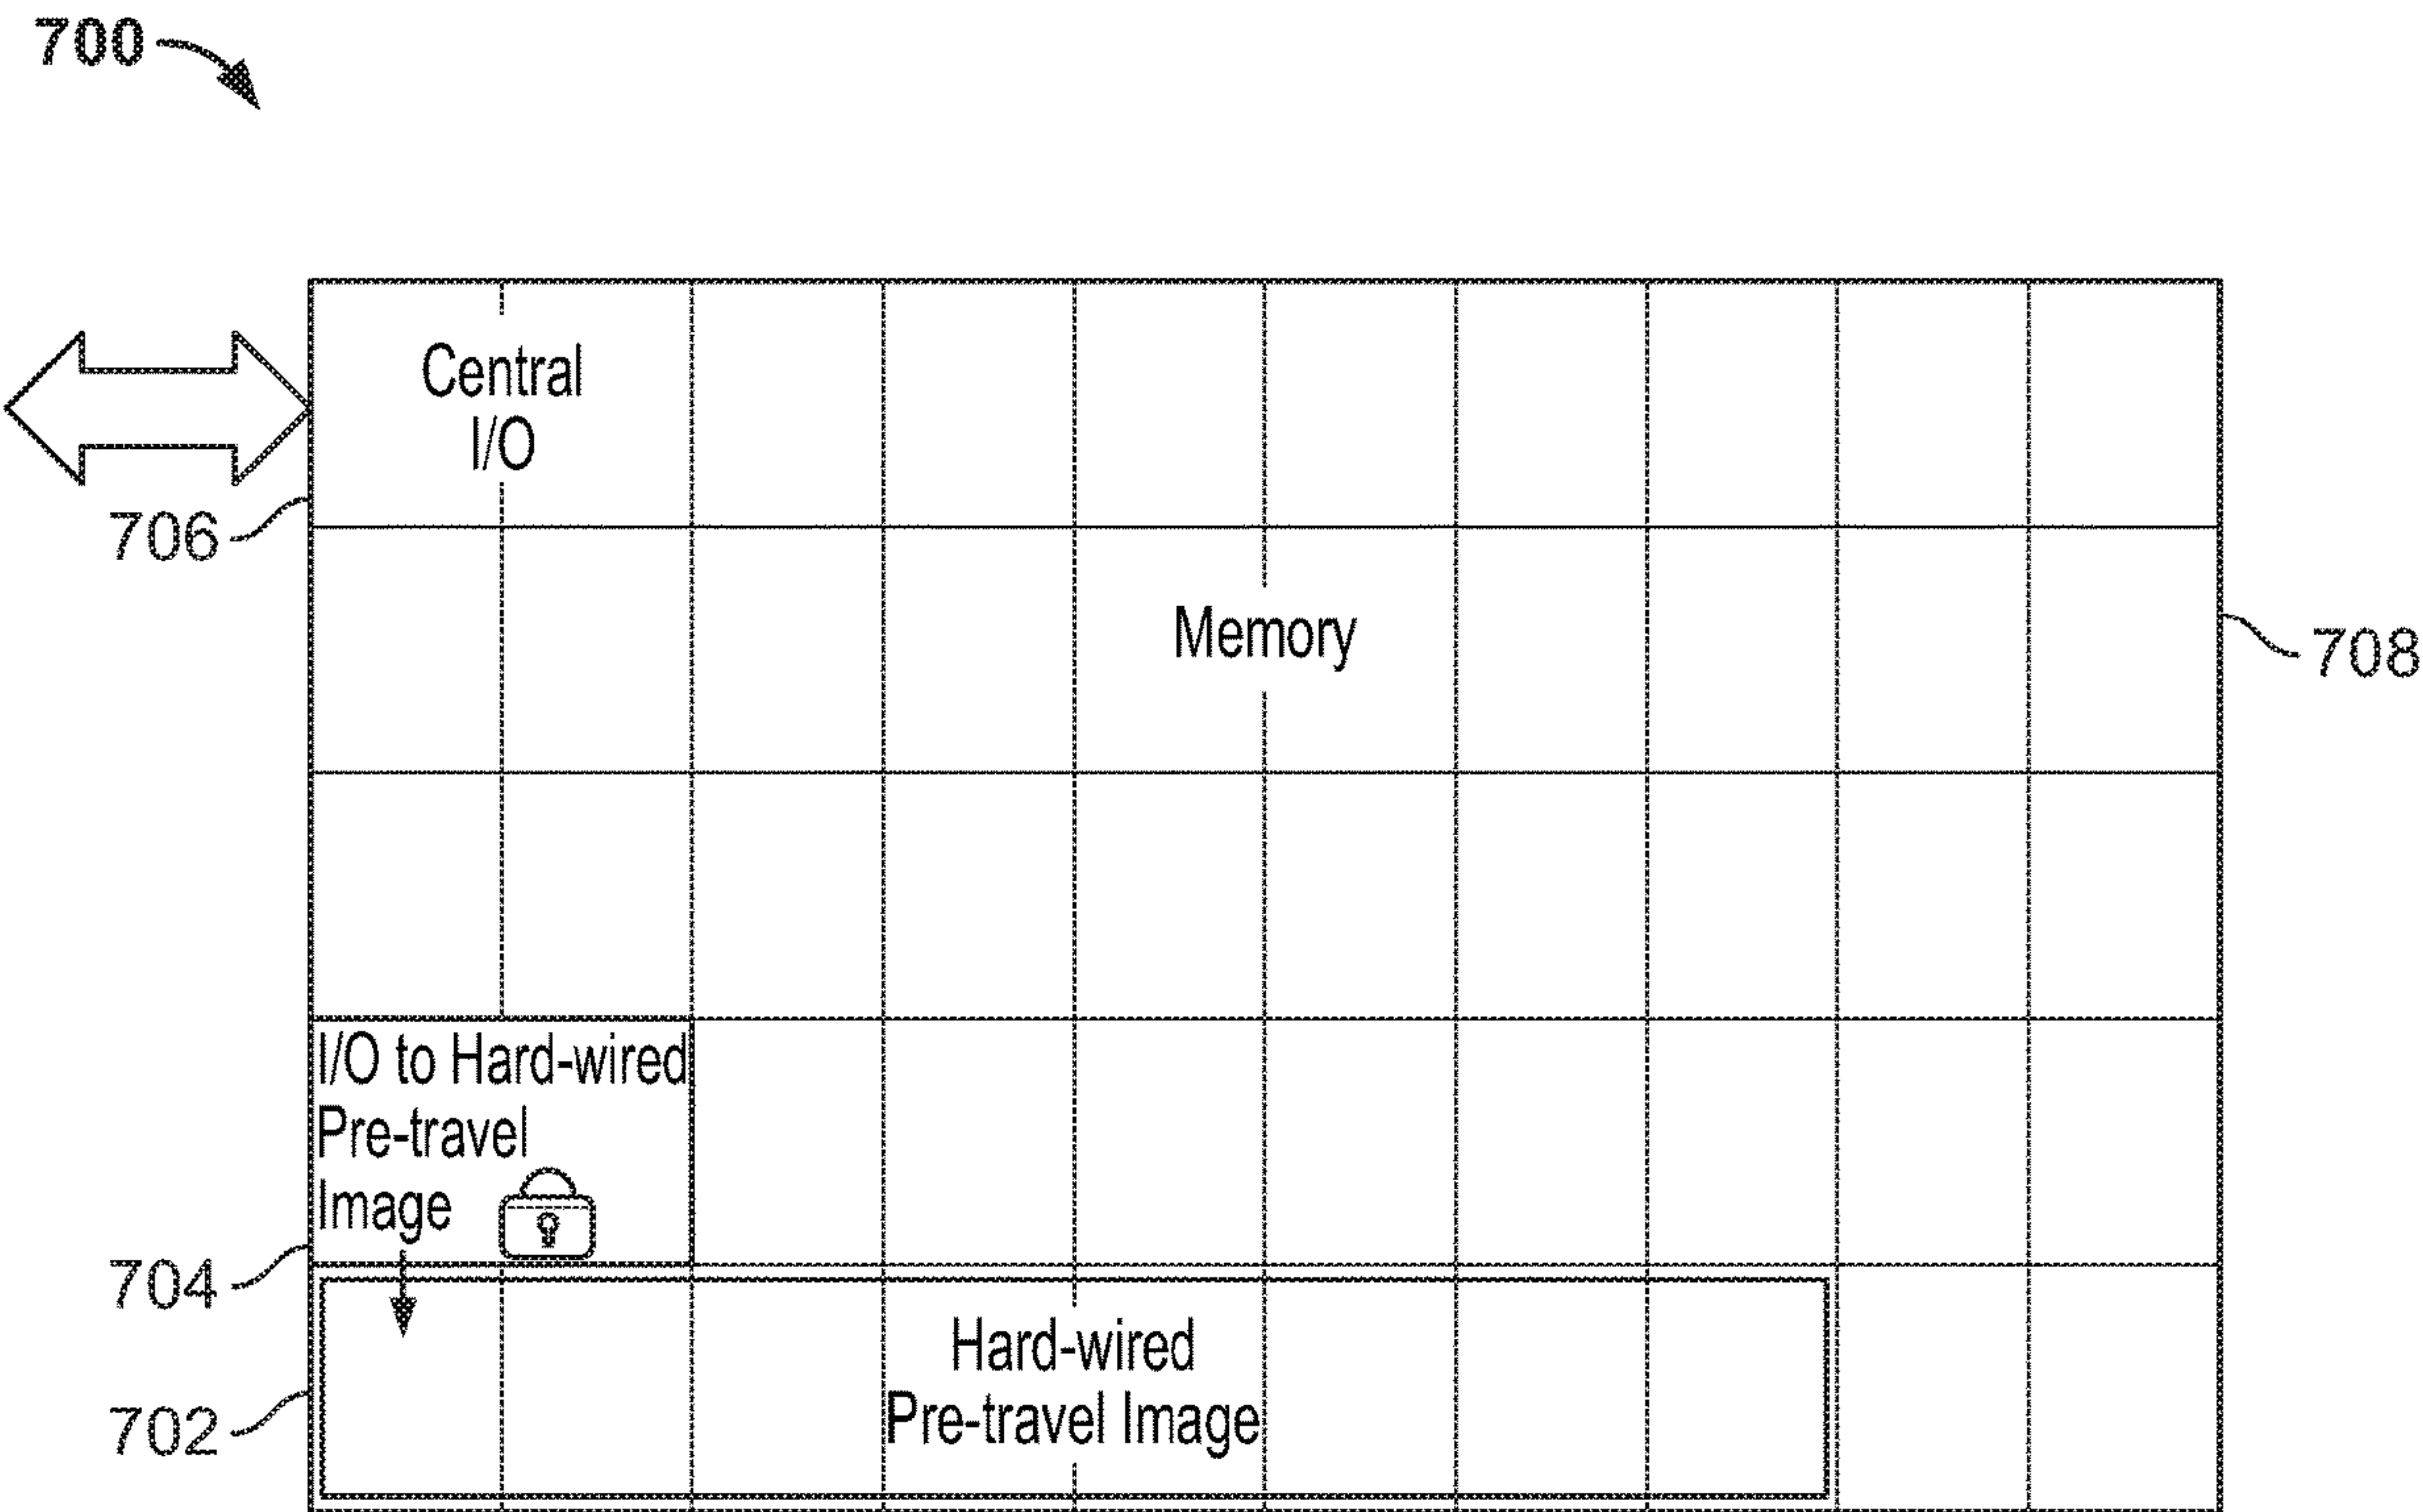 700
Central
I/O
706
Memory
708
I/O to Hard-wired
Pre-travel
Image
704
Hard-wired
Pre-travel Image
702